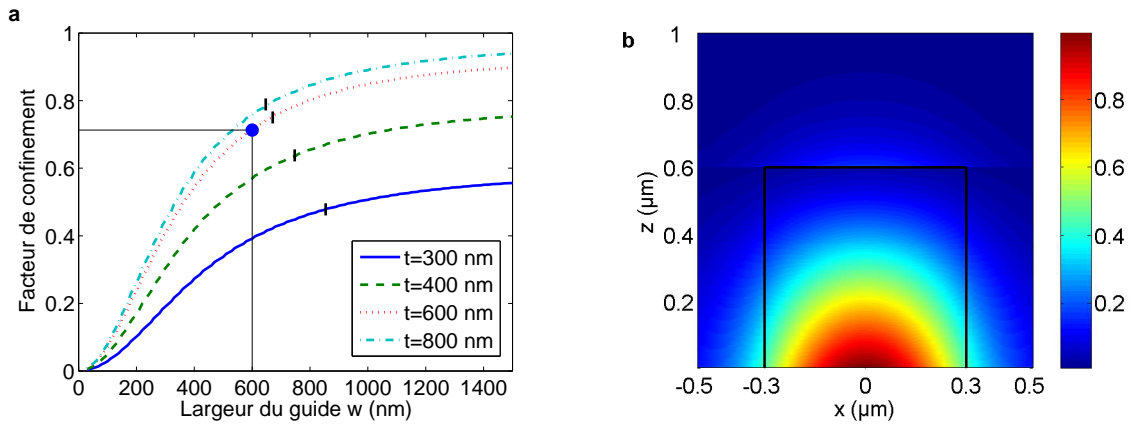 a
1
0.8
0.6
0.4
0.2
0
Facteur de confinement
0 200 400 600 800 1000 1200 1400
Largeur du guide w (nm)
t=300 nm
t=400 nm
t=600 nm
t=800 nm
b
1
0.8
0.6
0.4
0.2
z (µm)
-0.5 -0.3 0 0.3 0.5
x (µm)
0.8
0.6
0.4
0.2